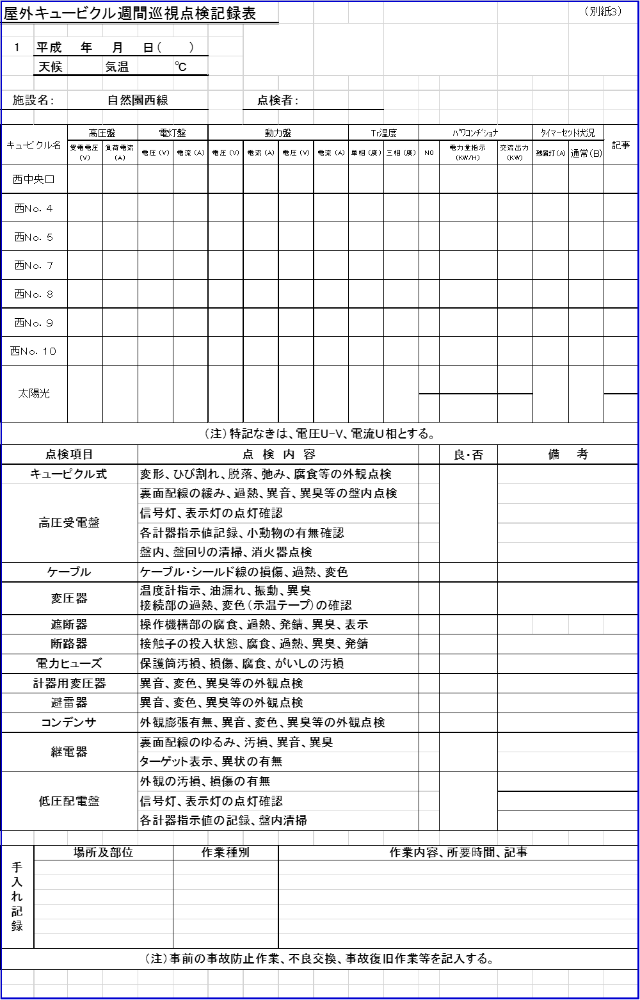 屋外キュービクル週間巡視点検記録表 （別紙3）
1 平成 年 月 日（ ）
天候 気温 ℃
施設名： 自然園西線 点検者：
キュービクル名 高圧盤 電灯盤 動力盤 Tr温度 ﾊﾟﾜｺﾝﾃﾞｼｮﾅ ﾀｲﾏｰセット状況 記事
受電電圧（V） 負荷電流（A） 電圧（V） 電流（A） 電圧（V） 電流（A） 電圧（V） 電流（A） 単相（度） 三相（度） NO 電力量指示（KW/H） 交流出力（KW） 残置灯（A） 通常（B）
西中央口
西No．4
西No．5
西No．7
西No．8
西No．9
西No．10
太陽光
（注）特記なきは、電圧U-V、電流U相とする。
点検項目 点検内容 良・否 備考
キューピクル式 変形、ひび割れ、脱落、弛み、腐食等の外観点検
高圧受電盤
裏面配線の緩み、過熱、異音、異臭等の盤内点検
信号灯、表示灯の点灯確認
各計器指示値記録、小動物の有無確認
盤内、盤回りの清掃、消火器点検
ケーブル ケーブル・シールド線の損傷、過熱、変色
変圧器 温度計指示、油漏れ、振動、異臭
接続部の過熱、変色（示温テープ）の確認
遮断器 操作機構部の腐食、過熱、発錆、異臭、表示
断路器 接触子の投入状態、腐食、過熱、異臭、発錆
電力ヒューズ 保護筒汚損、損傷、腐食、がいしの汚損
計器用変圧器 異音、変色、異臭等の外観点検
避雷器 異音、変色、異臭等の外観点検
コンデンサ 外観膨張有無、異音、変色、異臭等の外観点検
継電器 裏面配線のゆるみ、汚損、異音、異臭
ターゲット表示、異状の有無
低圧配電盤 外観の汚損、損傷の有無
信号灯、表示灯の点灯確認
各計器指示値の記録、盤内清掃
手入れ記録 場所及部位 作業種別 作業内容、所要時間、記事
（注）事前の事故防止作業、不良交換、事故復旧作業等を記入する。